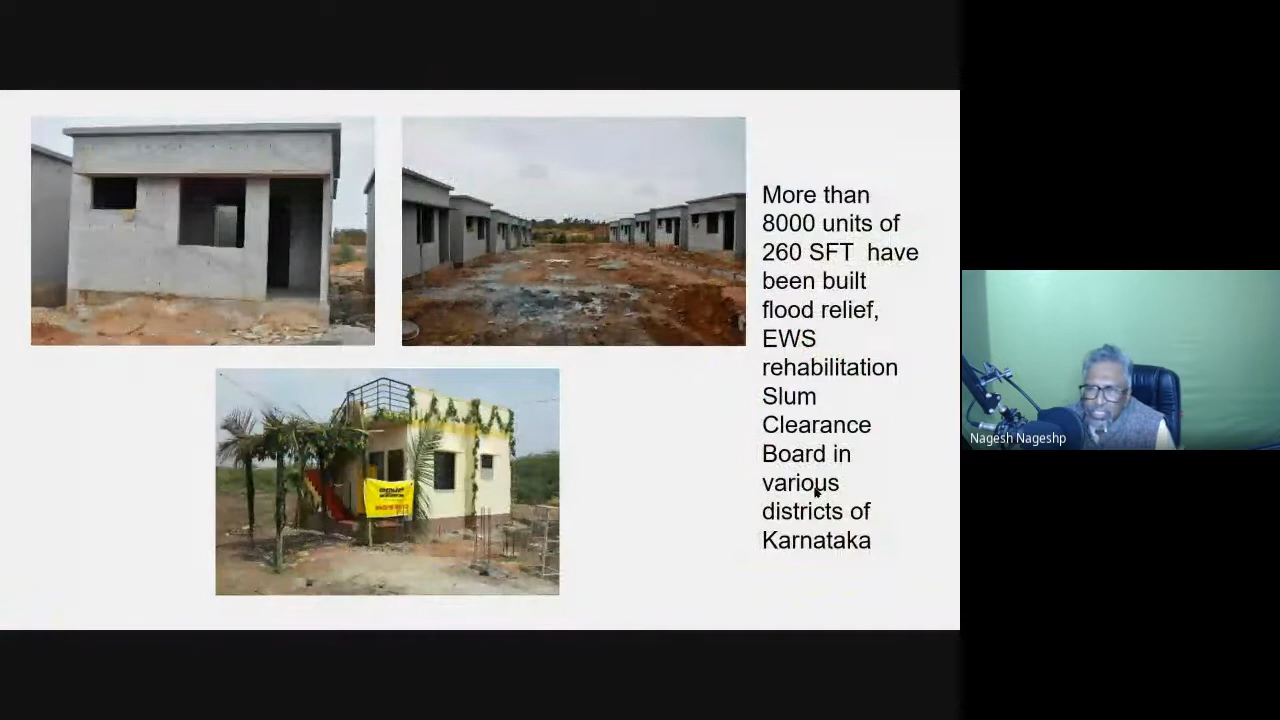 More than
8000 units of
260 SFT have
been built
flood relief,
EWS
rehabilitation
Slum
Clearance
Board in
various
districts of
Karnataka
Nagesh Nageshp